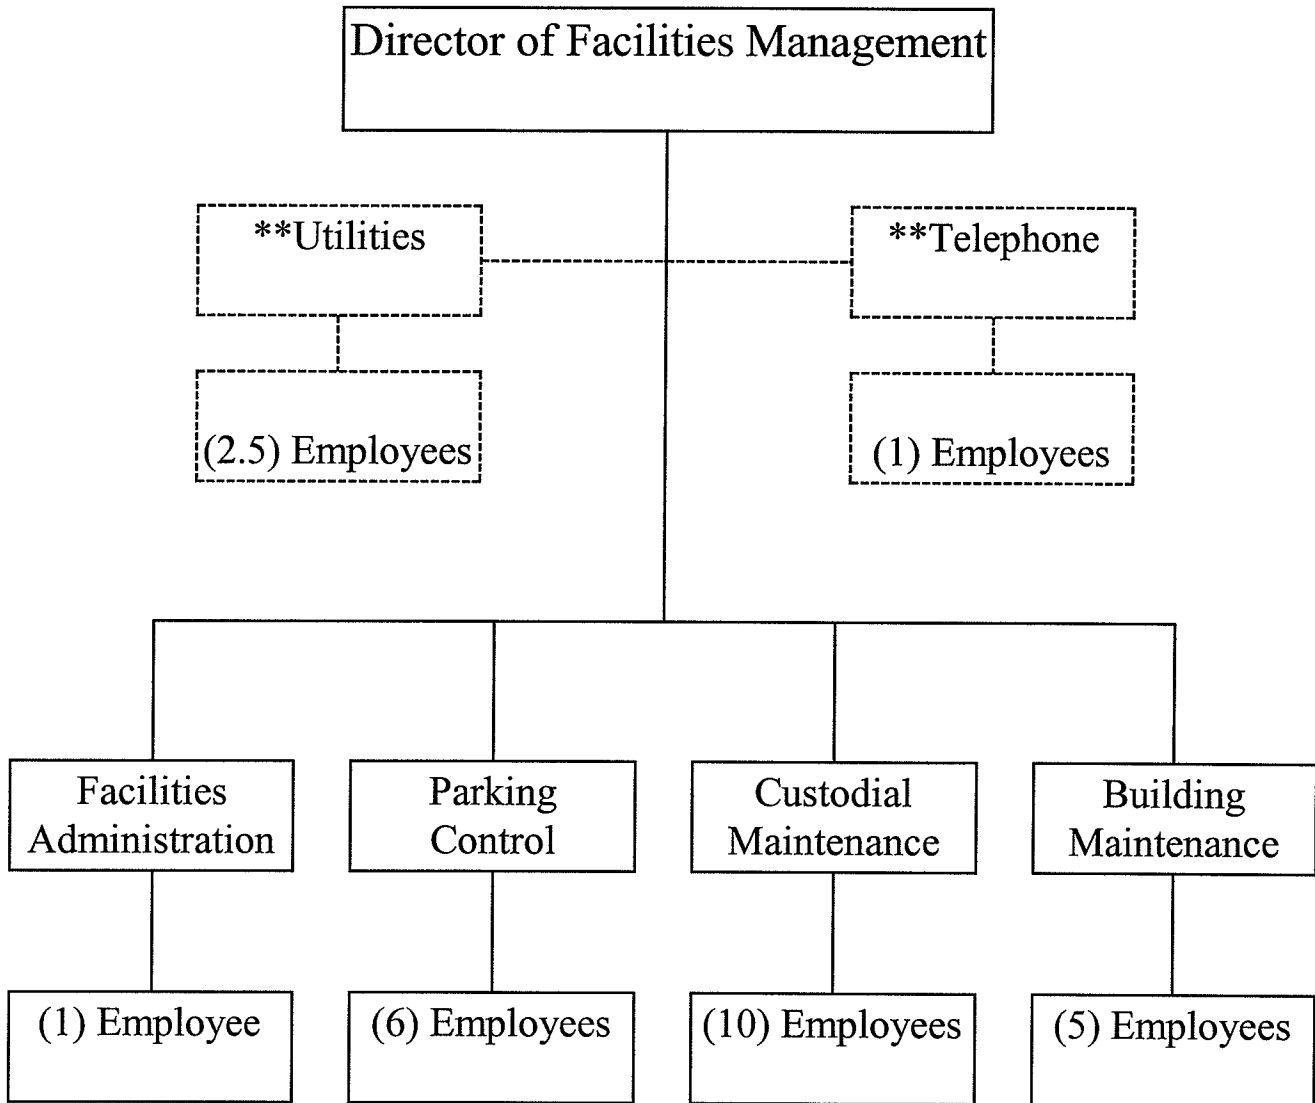 Director of Facilities Management
**Utilities
**Telephone
(2.5) Employees
(1) Employees
Facilities
Administration
Parking
Control
Custodial
Maintenance
Building
Maintenance
(1) Employee
(6) Employees
(10) Employees
(5) Employees